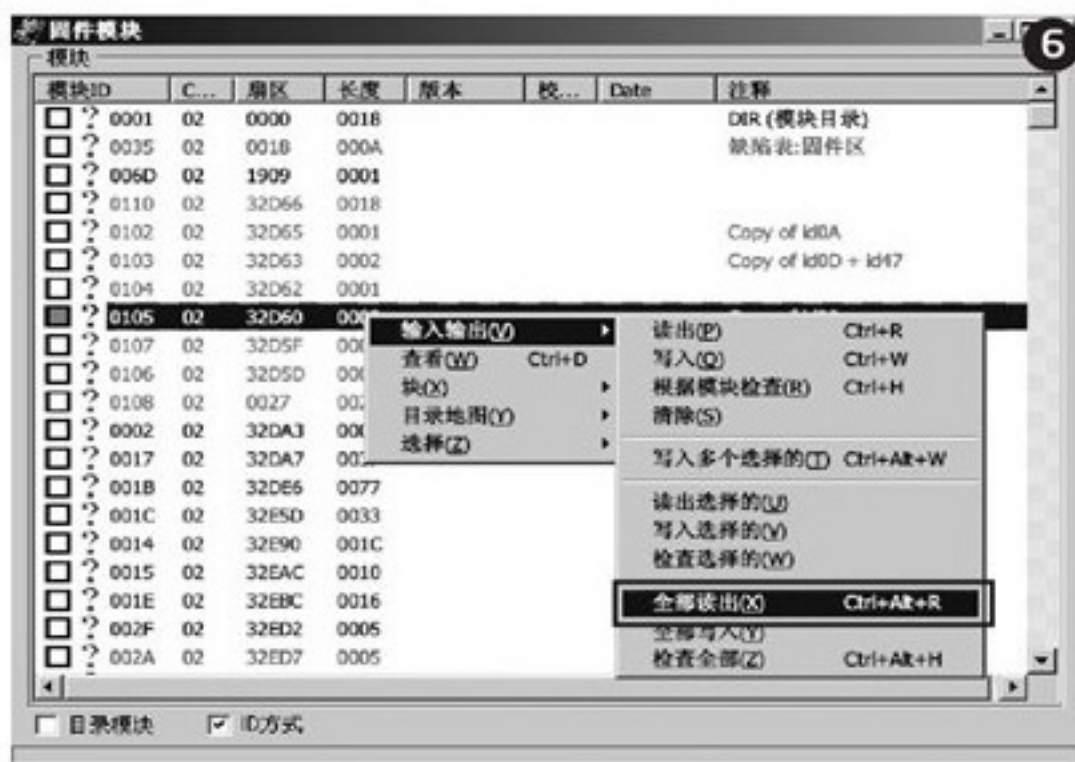 固件模块
6
模块
模块ID C... 扇区 长度 版本 校... Date 注释
? 0001 02 0000 0018 DIR (模块目录)
? 0035 02 0018 000A 缺陷表:固件区
? 006D 02 1909 0001
? 0110 02 32D66 0018
? 0102 02 32D65 0001 Copy of id0A
? 0103 02 32D63 0002 Copy of id0D + id47
? 0104 02 32D62 0001
? 0105 02 32D60
? 0107 02 32D5F
? 0106 02 32D5D
? 0108 02 0027
? 0002 02 32DA3
? 0017 02 32DA7
? 001B 02 32DE6 0077
? 001C 02 32E5D 0033
? 0014 02 32E90 001C
? 0015 02 32EAC 0010
? 001E 02 32EBC 0016
? 002F 02 32ED2 0005
? 002A 02 32ED7 0005
输入输出(V)
查看(W) Ctrl+D
块(X)
目录地图(Y)
选择(Z)
读出(P) Ctrl+R
写入(Q) Ctrl+W
根据模块检查(R) Ctrl+H
清除(S)
写入多个选择的(T) Ctrl+Alt+W
读出选择的(U)
写入选择的(V)
检查选择的(W)
全部读出(X) Ctrl+Alt+R
全部写入(Y)
检查全部(Z) Ctrl+Alt+H
目录模块 ID方式